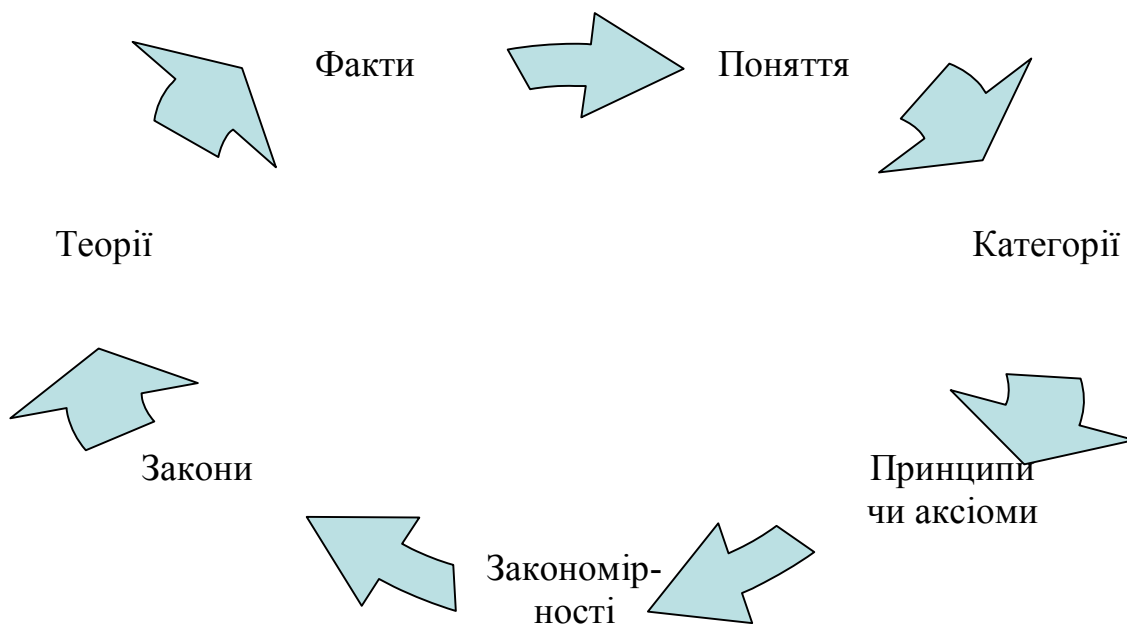 Факти
Поняття
Категорії
Принципи
чи аксіоми
Закономір-
ності
Закони
Теорії